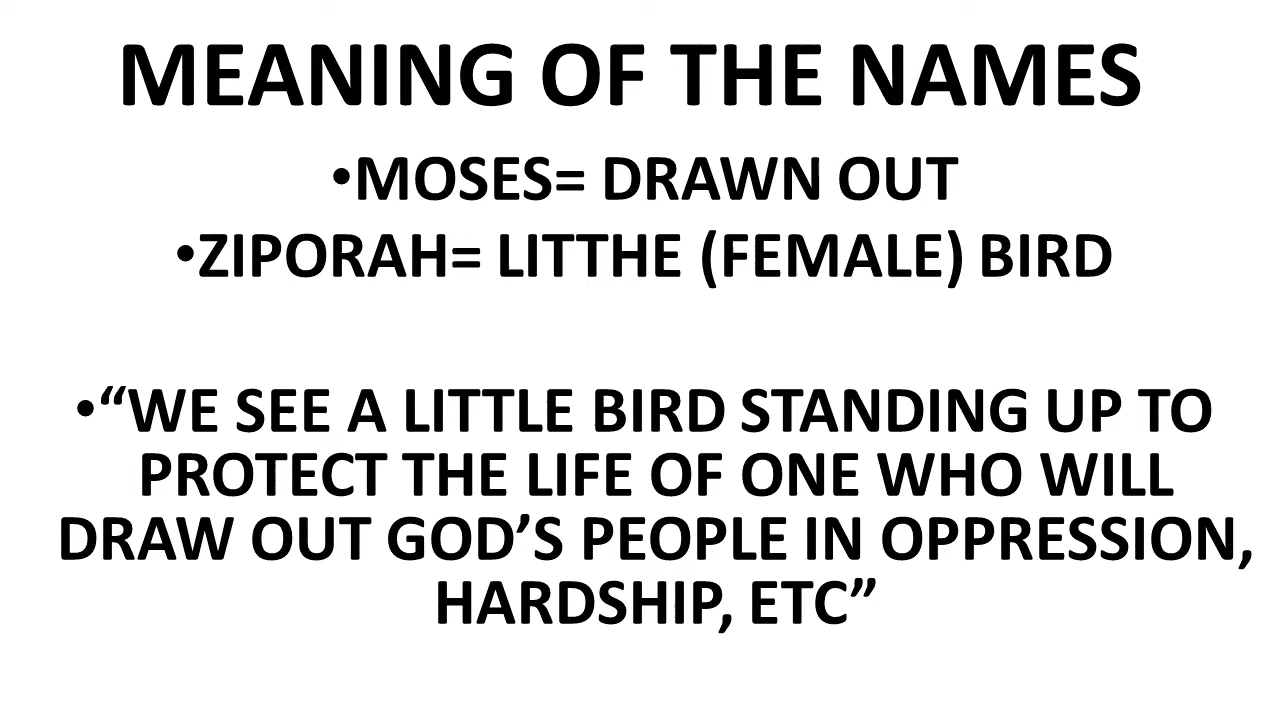 MEANING OF THE NAMES
•MOSES= DRAWN OUT
•ZIPORAH= LITTHE (FEMALE) BIRD
•“WE SEE A LITTLE BIRD STANDING UP TO
PROTECT THE LIFE OF ONE WHO WILL
DRAW OUT GOD’S PEOPLE IN OPPRESSION,
HARDSHIP, ETC”